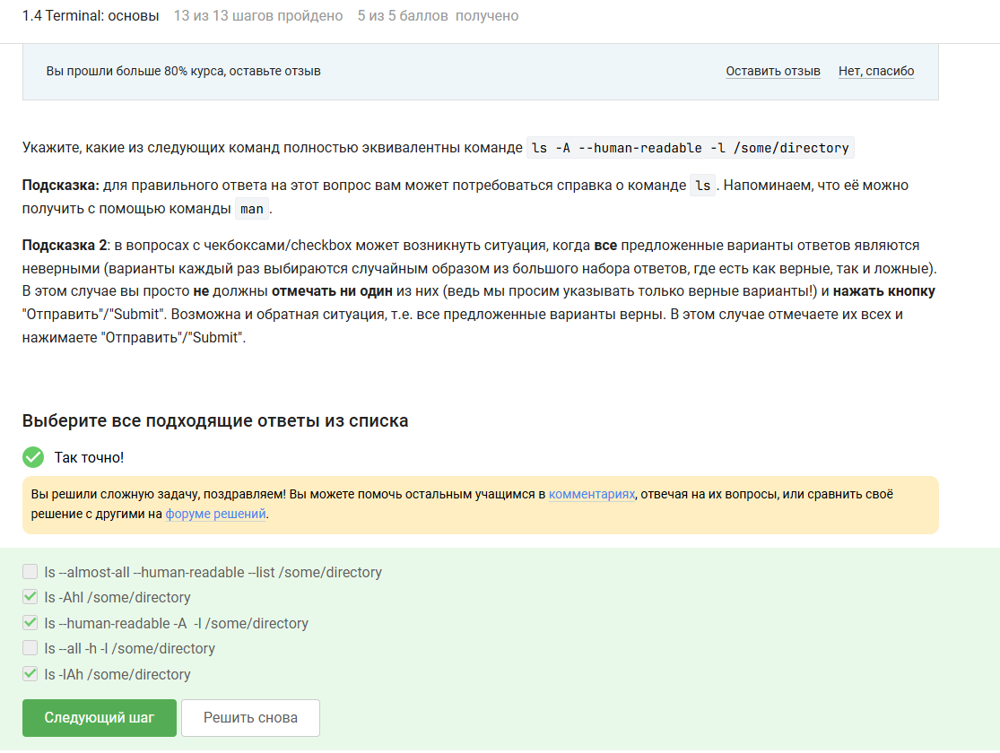 1.4 Terminal: основы 13 из 13 шагов пройдено 5 из 5 баллов получено
Вы прошли больше 80% курса, оставьте отзыв Оставить отзыв Нет, спасибо
Укажите, какие из следующих команд полностью эквивалентны команде ls -A --human-readable -l /some/directory
Подсказка: для правильного ответа на этот вопрос вам может потребоваться справка о команде ls . Напоминаем, что её можно
получить с помощью команды man .
Подсказка 2: в вопросах с чекбоксами/checkbox может возникнуть ситуация, когда все предложенные варианты ответов являются
неверными (варианты каждый раз выбираются случайным образом из большого набора ответов, где есть как верные, так и ложные).
В этом случае вы просто не должны отмечать ни один из них (ведь мы просим указывать только верные варианты!) и нажать кнопку
"Отправить"/"Submit". Возможна и обратная ситуация, т.е. все предложенные варианты верны. В этом случае отмечаете их всех и
нажимаете "Отправить"/"Submit".
Выберите все подходящие ответы из списка
Так точно!
Вы решили сложную задачу, поздравляем! Вы можете помочь остальным учащимся в комментариях, отвечая на их вопросы, или сравнить своё
решение с другими на форуме решений.
ls --almost-all --human-readable --list /some/directory
ls -Ahl /some/directory
ls --human-readable -A  -l /some/directory
ls --all -h -l /some/directory
ls -lAh /some/directory
Следующий шаг Решить снова